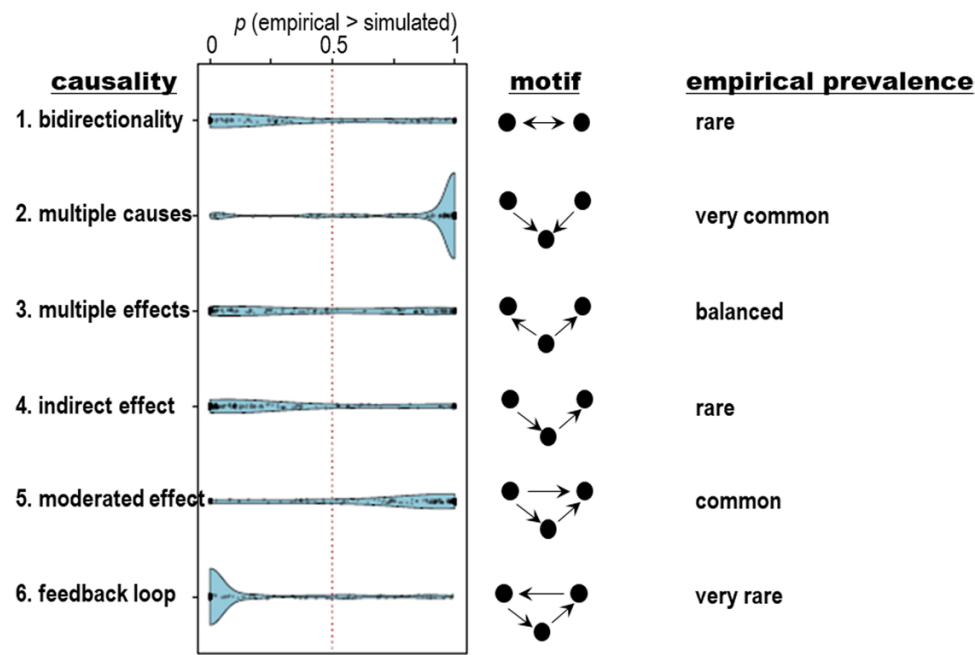 p (empirical > simulated)
0 0.5 1
causality motif empirical prevalence
1. bidirectionality rare
2. multiple causes very common
3. multiple effects balanced
4. indirect effect rare
5. moderated effect common
6. feedback loop very rare